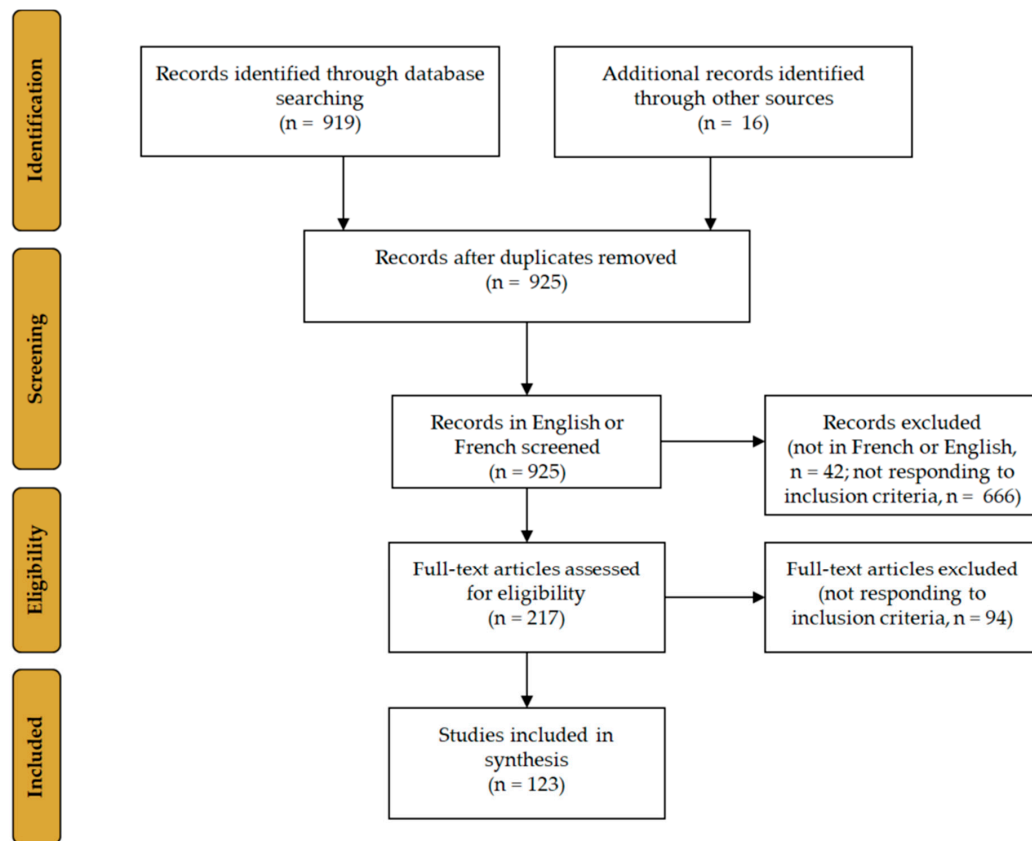 Identification
Records identified through database
searching
(n = 919)
Additional records identified
through other sources
(n = 16)
Screening
Records after duplicates removed
(n = 925)
Records in English or
French screened
(n = 925)
Records excluded
(not in French or English,
n = 42; not responding to
inclusion criteria, n = 666)
Eligibility
Full-text articles assessed
for eligibility
(n = 217)
Full-text articles excluded
(not responding to
inclusion criteria, n = 94)
Included
Studies included in
synthesis
(n = 123)